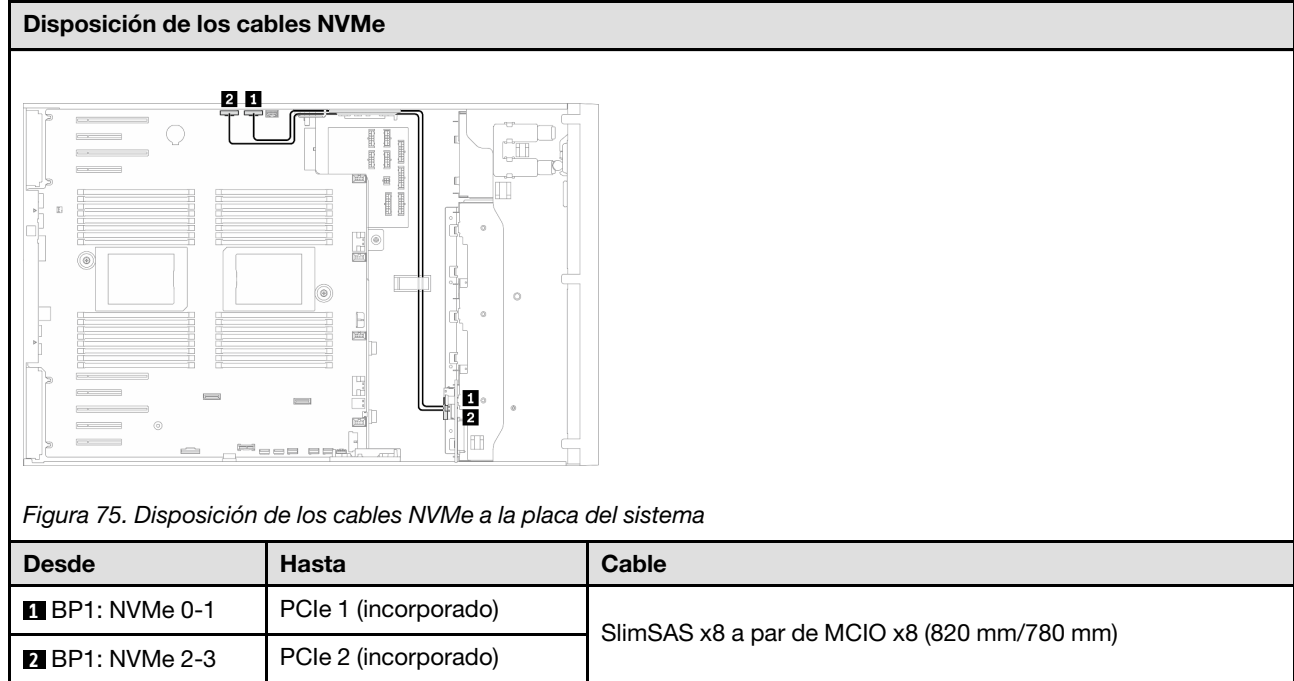 Disposición de los cables NVMe
2 1
1
2
Figura 75. Disposición de los cables NVMe a la placa del sistema
Desde Hasta Cable
1 BP1: NVMe 0-1 PCIe 1 (incorporado)
SlimSAS x8 a par de MCIO x8 (820 mm/780 mm)
2 BP1: NVMe 2-3 PCIe 2 (incorporado)